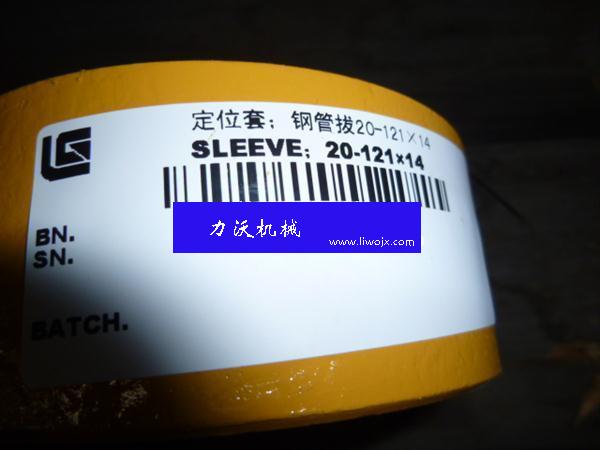 定位套；钢管拔20-121×14
SLEEVE; 20-121×14
力沃机械
www.liwojx.com
BN.
SN.
BATCH.